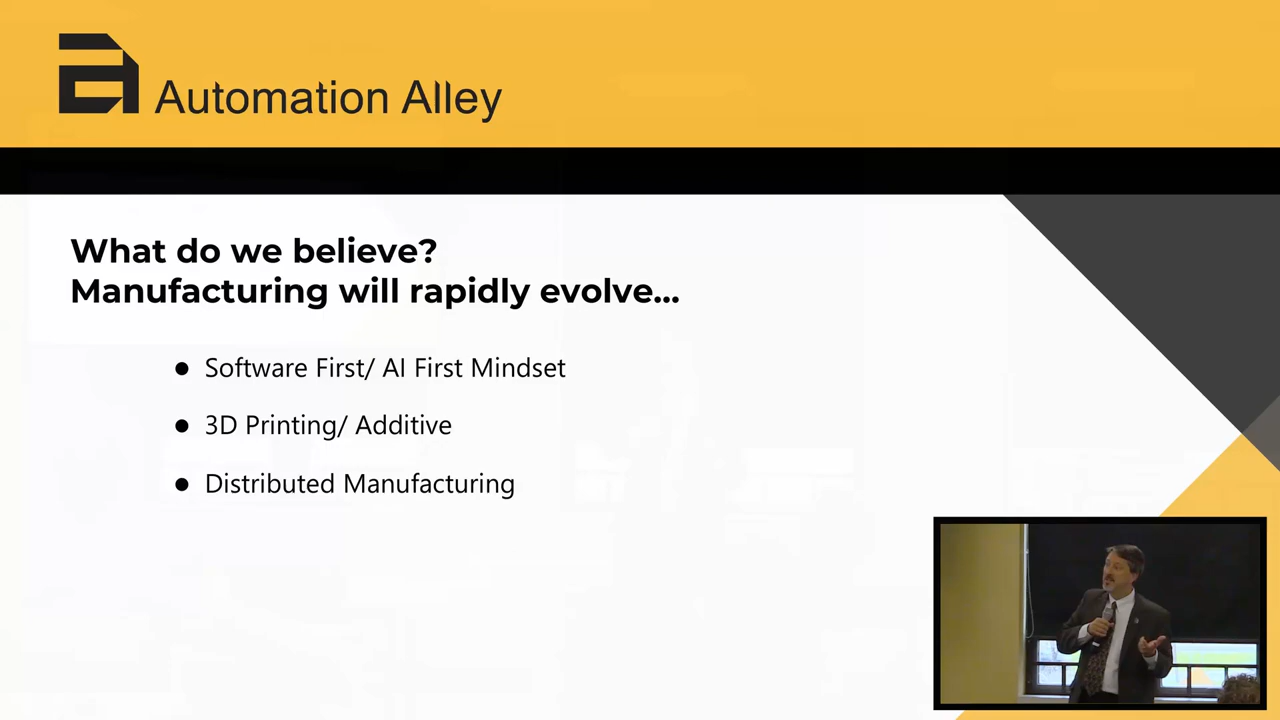 Automation Alley
What do we believe?
Manufacturing will rapidly evolve...
● Software First/ AI First Mindset
● 3D Printing/ Additive
● Distributed Manufacturing